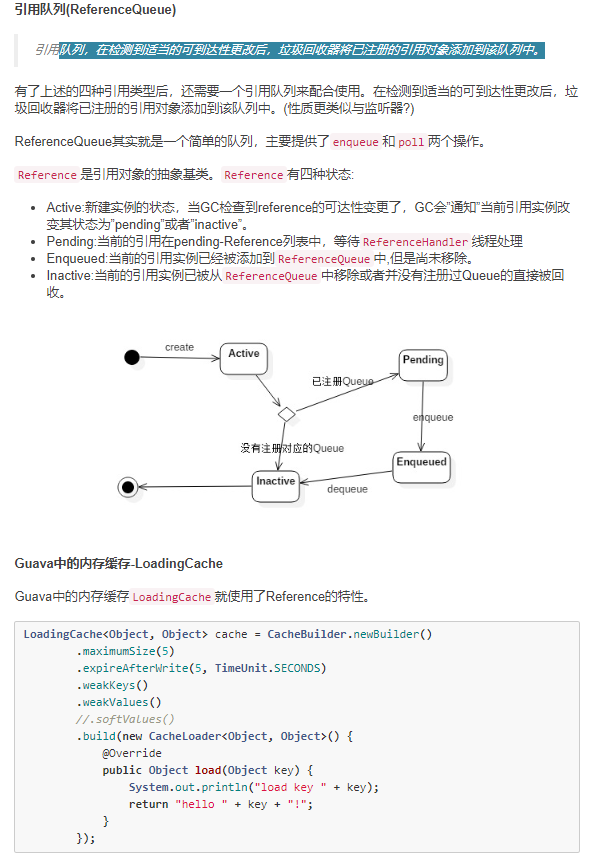 引用队列(ReferenceQueue)
引用队列，在检测到适当的可到达性更改后，垃圾回收器将已注册的引用对象添加到该队列中。
有了上述的四种引用类型后，还需要一个引用队列来配合使用。在检测到适当的可到达性更改后，垃
圾回收器将已注册的引用对象添加到该队列中。(性质更类似与监听器?)
ReferenceQueue其实就是一个简单的队列，主要提供了 enqueue 和 poll 两个操作。
Reference 是引用对象的抽象基类。 Reference 有四种状态:
• Active:新建实例的状态，当GC检查到reference的可达性变更了，GC会”通知”当前引用实例改
变其状态为”pending”或者”inactive”。
• Pending:当前的引用在pending-Reference列表中，等待 ReferenceHandler 线程处理
• Enqueued:当前的引用实例已经被添加到 ReferenceQueue 中,但是尚未移除。
• Inactive:当前的引用实例已被从 ReferenceQueue 中移除或者并没有注册过Queue的直接被回
收。
create
Active
Pending
已注册Queue
enqueue
没有注册对应的Queue
Enqueued
Inactive
dequeue
Guava中的内存缓存-LoadingCache
Guava中的内存缓存 LoadingCache 就使用了Reference的特性。
LoadingCache<Object, Object> cache = CacheBuilder.newBuilder()
        .maximumSize(5)
        .expireAfterWrite(5, TimeUnit.SECONDS)
        .weakKeys()
        .weakValues()
        //.softValues()
        .build(new CacheLoader<Object, Object>() {
            @Override
            public Object load(Object key) {
                System.out.println("load key " + key);
                return "hello " + key + "!";
            }
        });